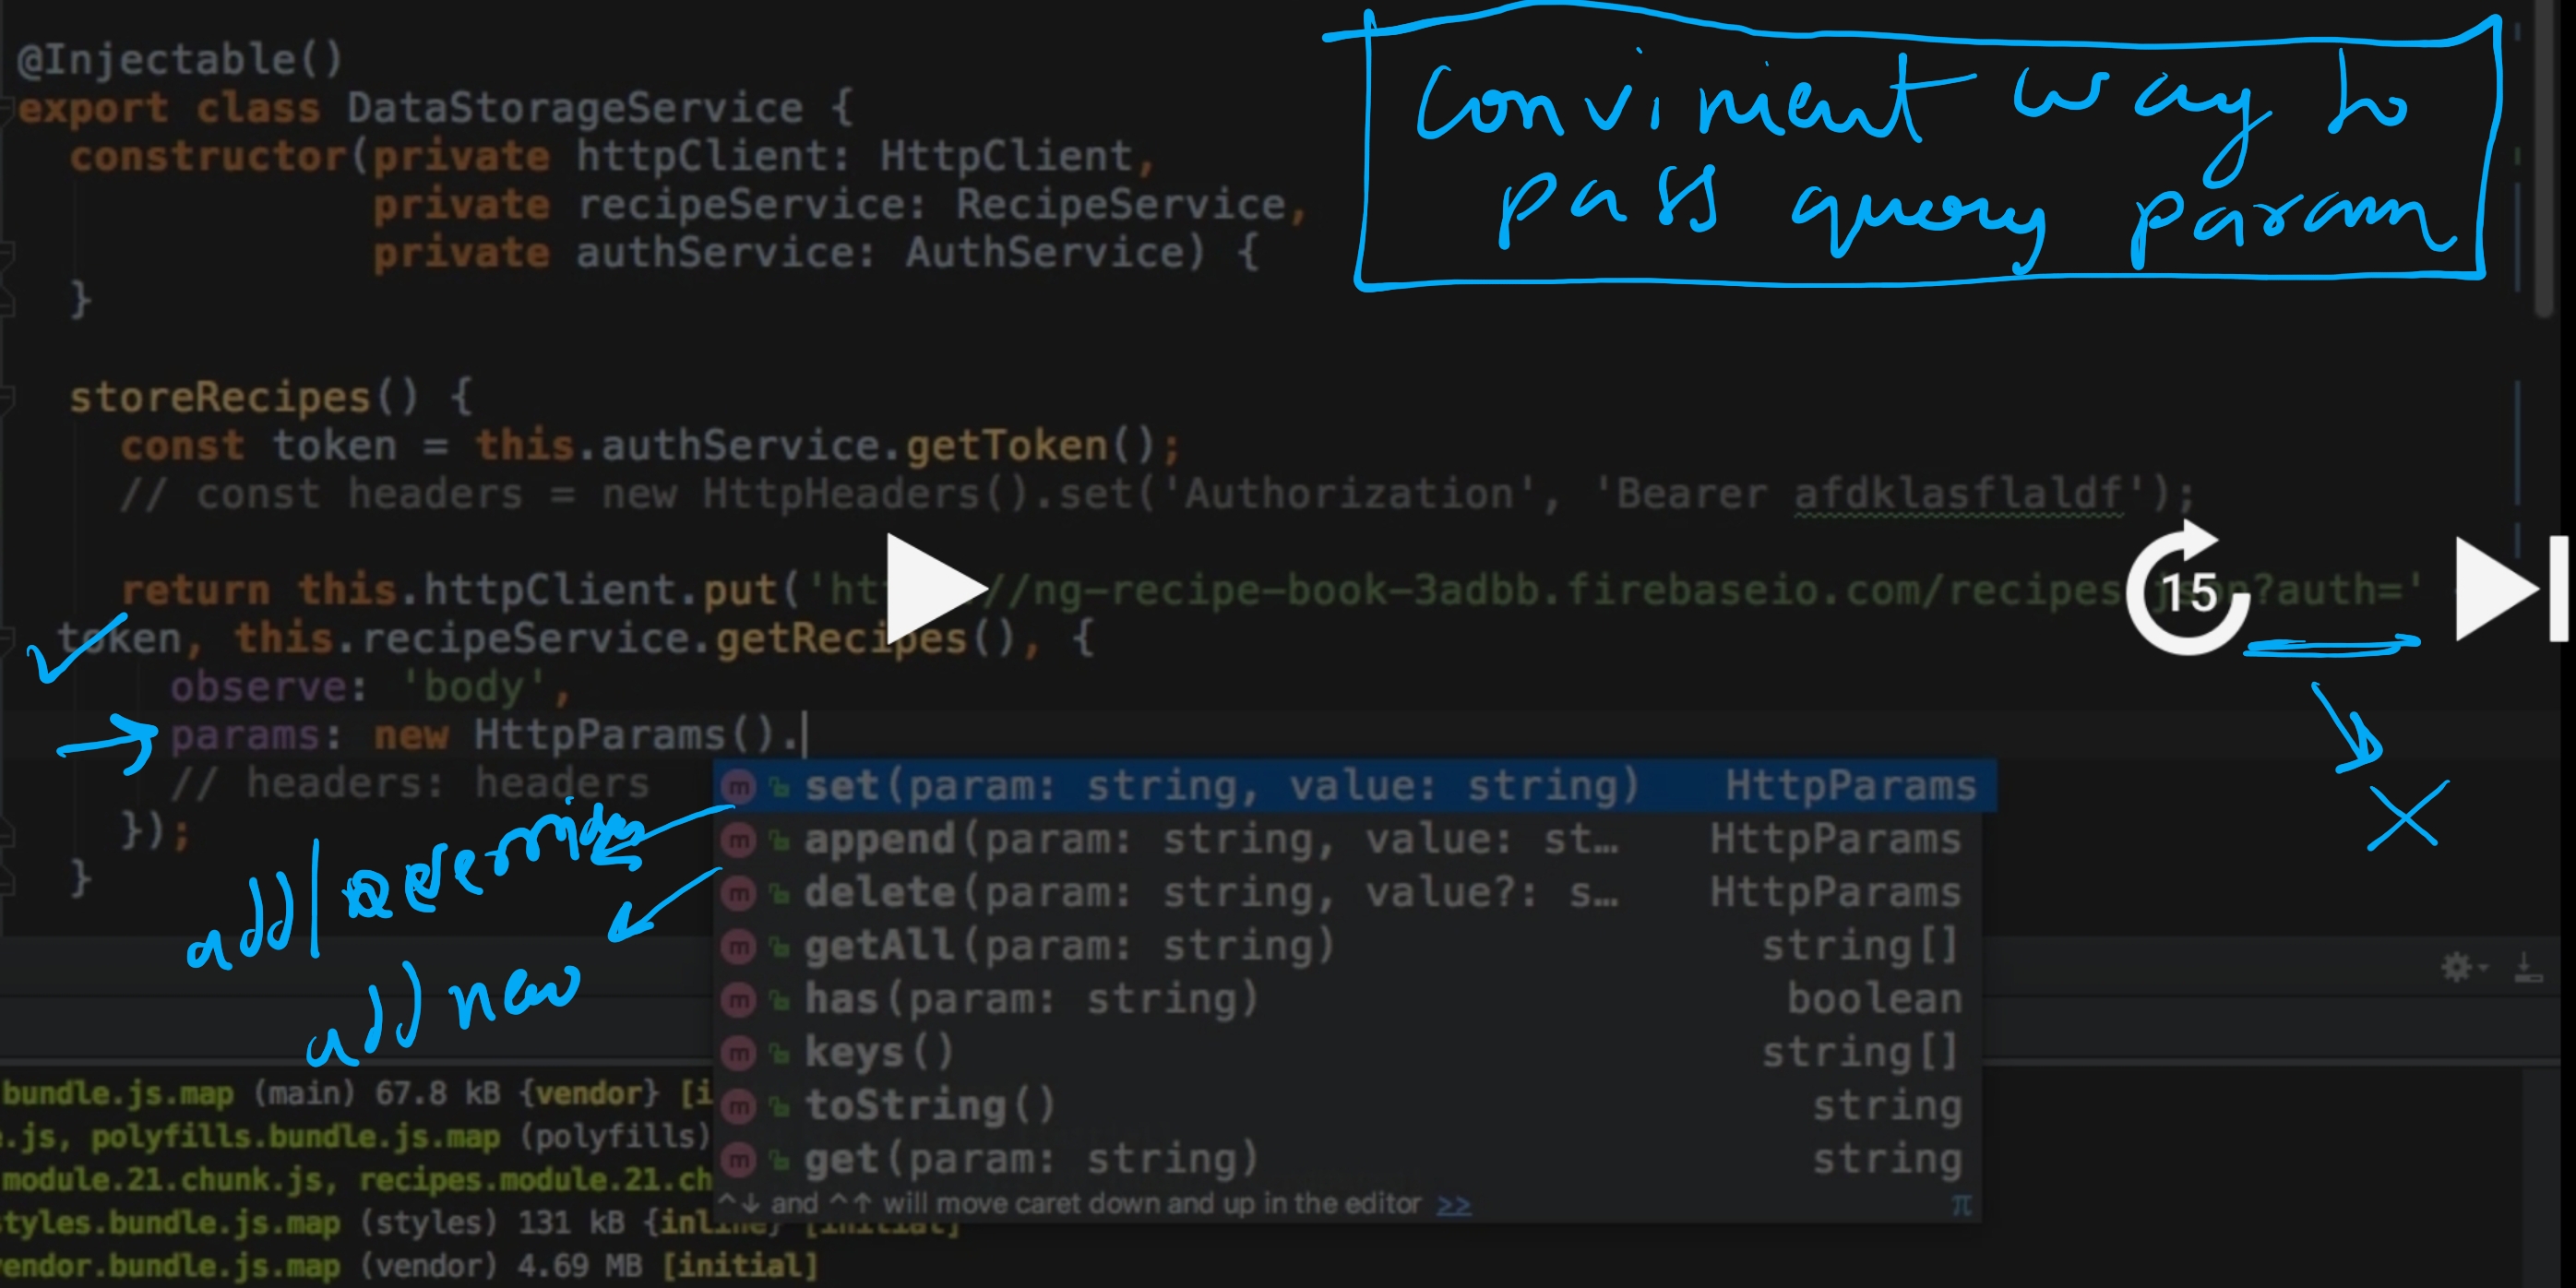 @Injectable()
export class DataStorageService {
constructor(private httpClient: HttpClient,
private recipeService: RecipeService,
private authService: AuthService) {
}
convinient way to
pass query param
storeRecipes() {
const token = this.authService.getToken();
// const headers = new HttpHeaders().set('Authorization', 'Bearer afdklasflaldf');
return this.httpClient.put('ht //ng-recipe-book-3adbb.firebaseio.com/recipes json?auth='
15
token, this.recipeService.getRecipes(), {
observe: 'body',
params: new HttpParams().
// headers: headers
});
}
add/override
add new
set(param: string, value: string) HttpParams
append(param: string, value: st… HttpParams
delete(param: string, value?: s… HttpParams
getAll(param: string) string[]
has(param: string) boolean
keys() string[]
toString() string
get(param: string) string
^↓ and ^↑ will move caret down and up in the editor >> π
bundle.js.map (main) 67.8 kB {vendor} [i
.js, polyfills.bundle.js.map (polyfills)
module.21.chunk.js, recipes.module.21.ch
styles.bundle.js.map (styles) 131 kB {inline} [initial]
vendor.bundle.js.map (vendor) 4.69 MB [initial]